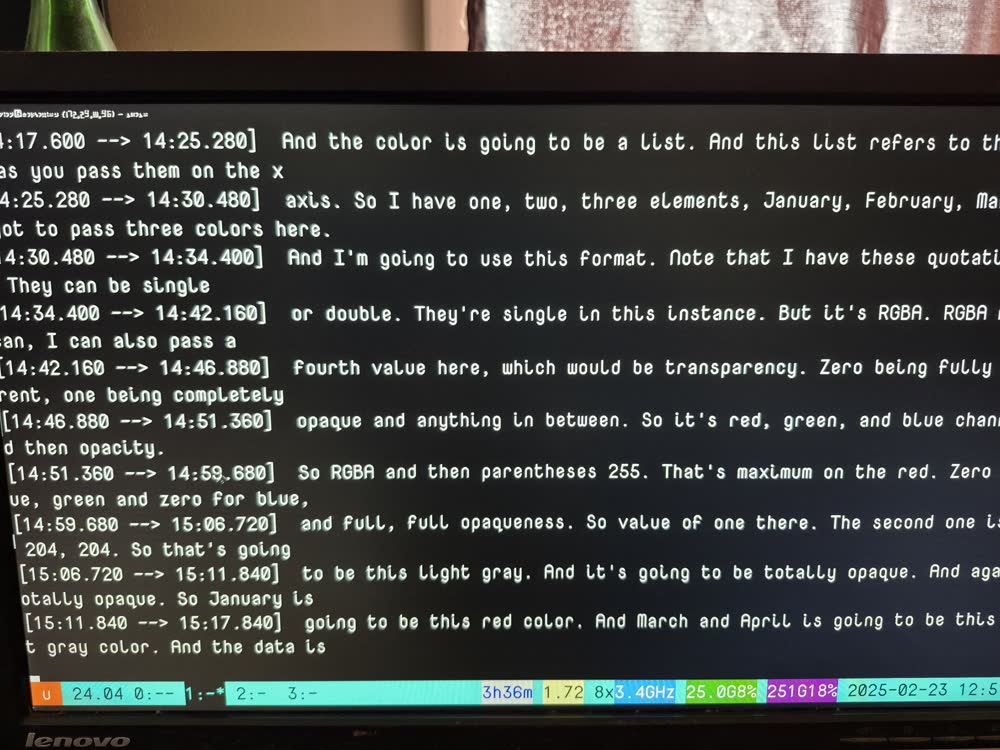 (172.29.111.96) -
4:17.600 --> 14:25.280]  And the color is going to be a list. And this list refers to th
as you pass them on the x
4:25.280 --> 14:30.480]  axis. So I have one, two, three elements, January, February, Ma
ot to pass three colors here.
4:30.480 --> 14:34.400]  And I'm going to use this format. Note that I have these quotati
They can be single
14:34.400 --> 14:42.160]  or double. They're single in this instance. But it's RGBA. RGBA
an, I can also pass a
[14:42.160 --> 14:46.880]  fourth value here, which would be transparency. Zero being fully
rent, one being completely
[14:46.880 --> 14:51.360]  opaque and anything in between. So it's red, green, and blue chan
d then opacity.
[14:51.360 --> 14:59.680]  So RGBA and then parentheses 255. That's maximum on the red. Zero
ue, green and zero for blue,
[14:59.680 --> 15:06.720]  and full, full opaqueness. So value of one there. The second one is
204, 204. So that's going
[15:06.720 --> 15:11.840]  to be this light gray. And it's going to be totally opaque. And aga
otally opaque. So January is
[15:11.840 --> 15:17.840]  going to be this red color. And March and April is going to be this
t gray color. And the data is
u 24.04 0:-- 1:-* 2:- 3:- 3h36m 1.72 8x3.4GHz 25.0G8% 251G18% 2025-02-23 12:5
lenovo